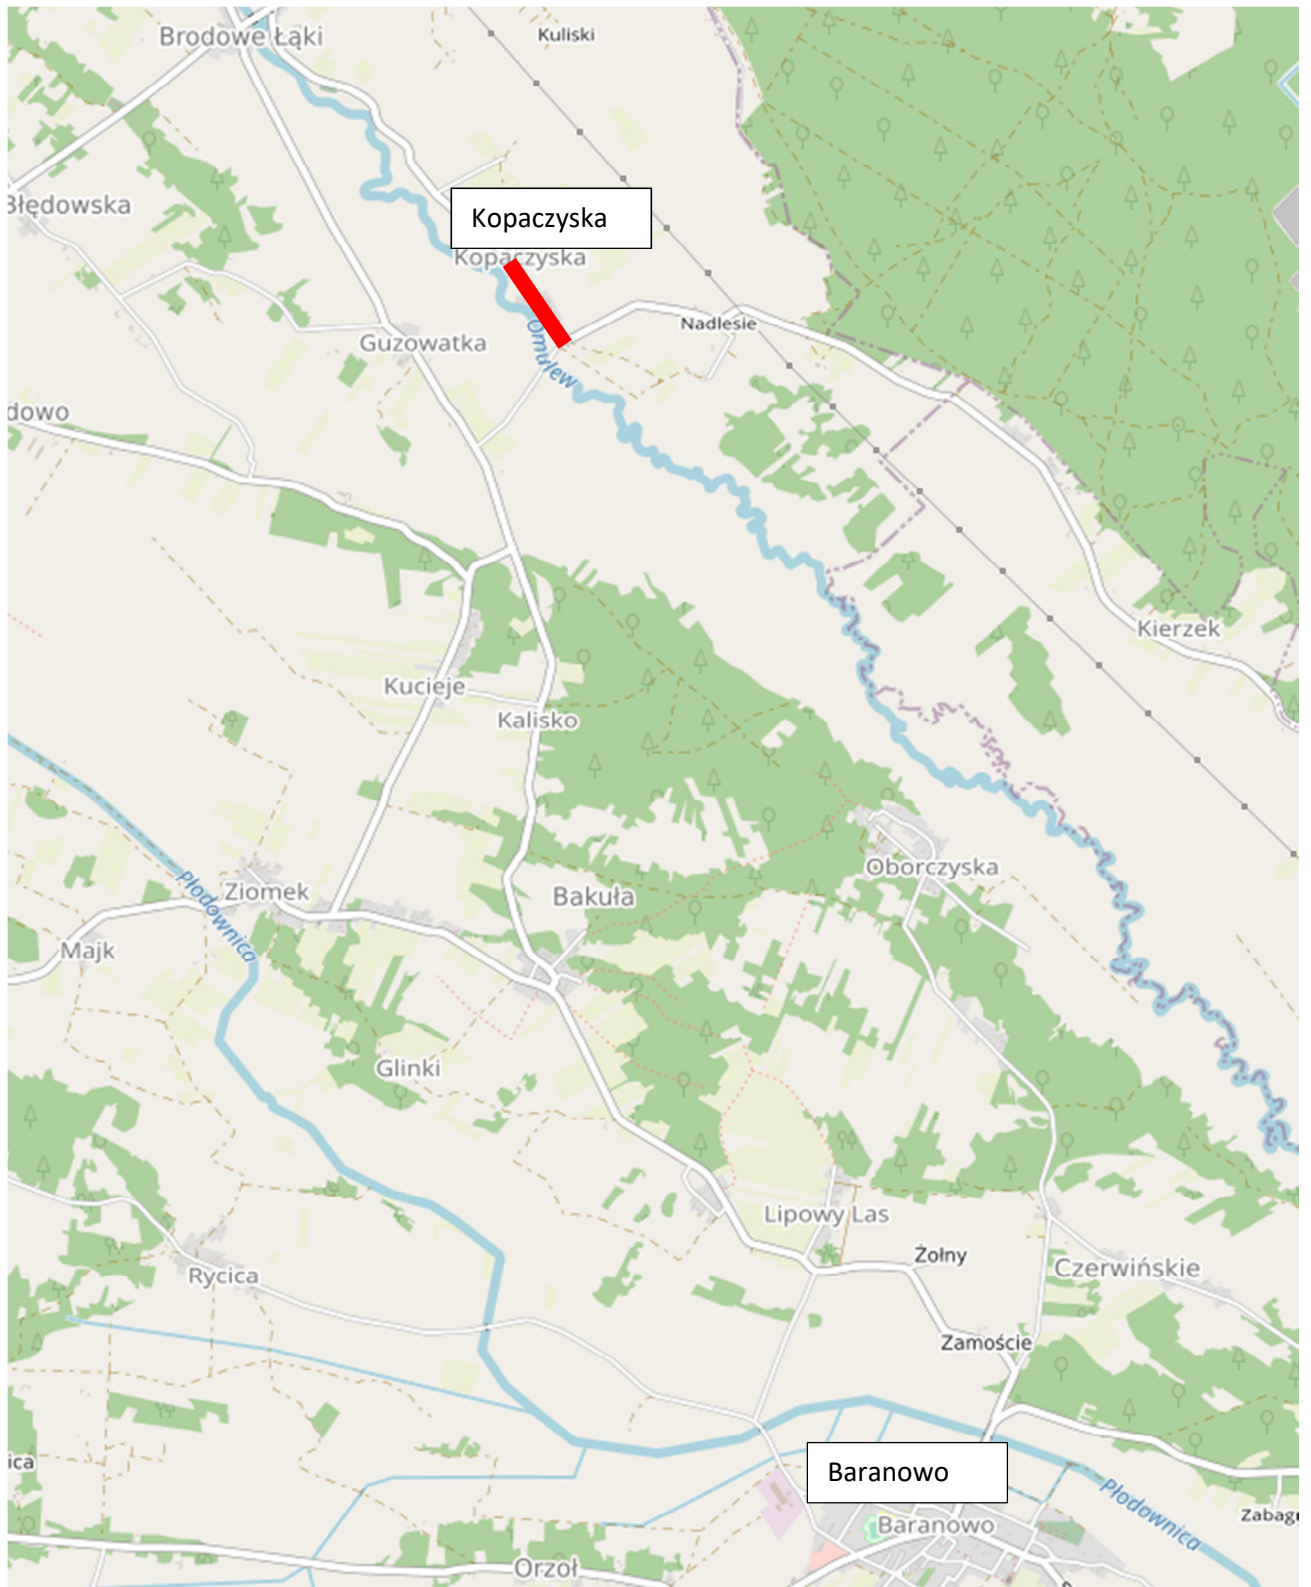 Brodowe Łąki
Kuliski
Błędowska
Kopaczyska
Kopaczyska
Omulew
Nadlesie
Guzowatka
dowo
Kierzek
Kucieje
Kalisko
Oborczyska
Płodownica
Ziomek
Bakuła
Majk
Glinki
Lipowy Las
Żołny
Czerwińskie
Rycica
Zamoście
ica
Baranowo
Płodownica
Zabagn
Baranowo
Orzoł